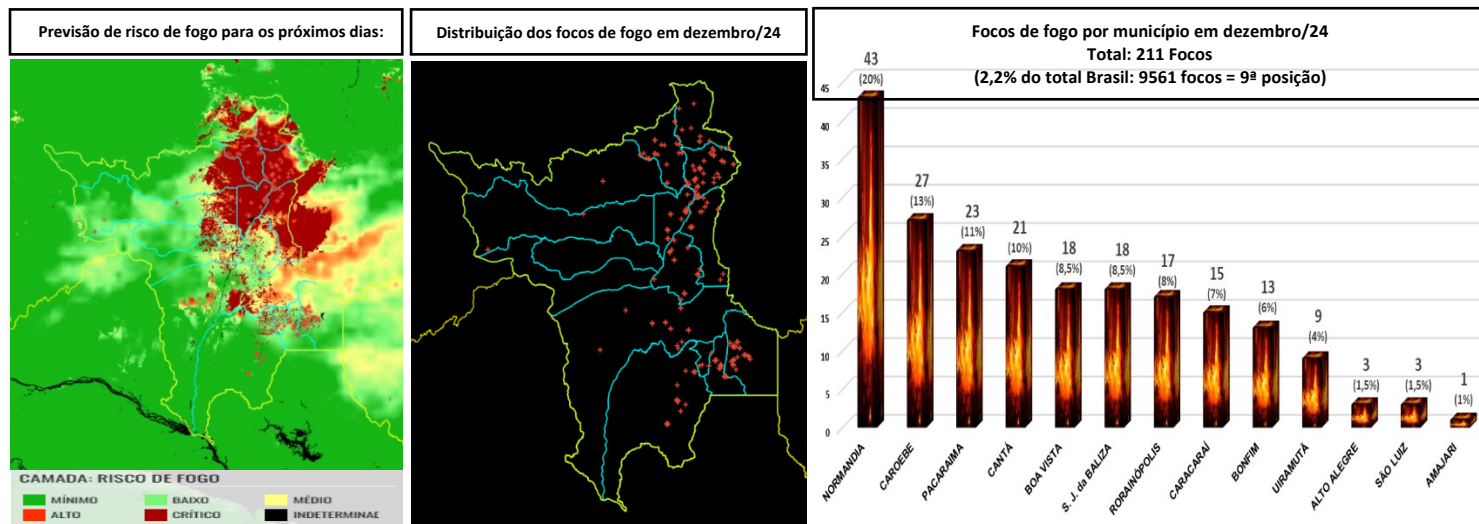 Previsão de risco de fogo para os próximos dias:
CAMADA: RISCO DE FOGO
MÍNIMO BAIXO MÉDIO
ALTO CRÍTICO INDETERMINAE
Distribuição dos focos de fogo em dezembro/24
Focos de fogo por município em dezembro/24
Total: 211 Focos
(2,2% do total Brasil: 9561 focos = 9ª posição)
45
40
35
30
25
20
15
10
5
0
43
(20%)
27
(13%)
23
(11%)
21
(10%)
18
(8,5%)
18
(8,5%)
17
(8%)
15
(7%)
13
(6%)
9
(4%)
3
(1,5%)
3
(1,5%)
1
(1%)
NORMANDIA
CAROEBE
PACARAIMA
CANTÁ
BOA VISTA
S. J. da BALIZA
RORAINÓPOLIS
CARACARAÍ
BONFIM
UIRAMUTÃ
ALTO ALEGRE
SÃO LUIZ
AMAJARI